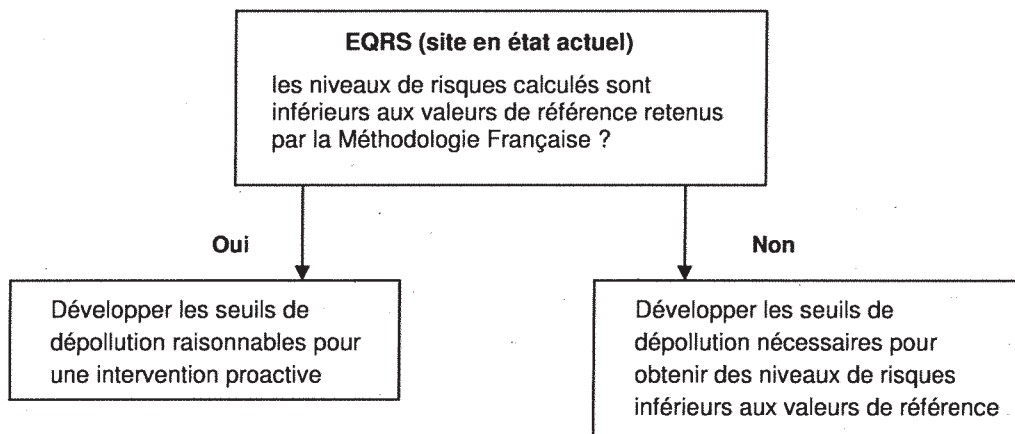 EQRS (site en état actuel)
les niveaux de risques calculés sont
inférieurs aux valeurs de référence retenus
par la Méthodologie Française ?
Oui
Non
Développer les seuils de
dépollution raisonnables pour
une intervention proactive
Développer les seuils de
dépollution nécessaires pour
obtenir des niveaux de risques
inférieurs aux valeurs de référence